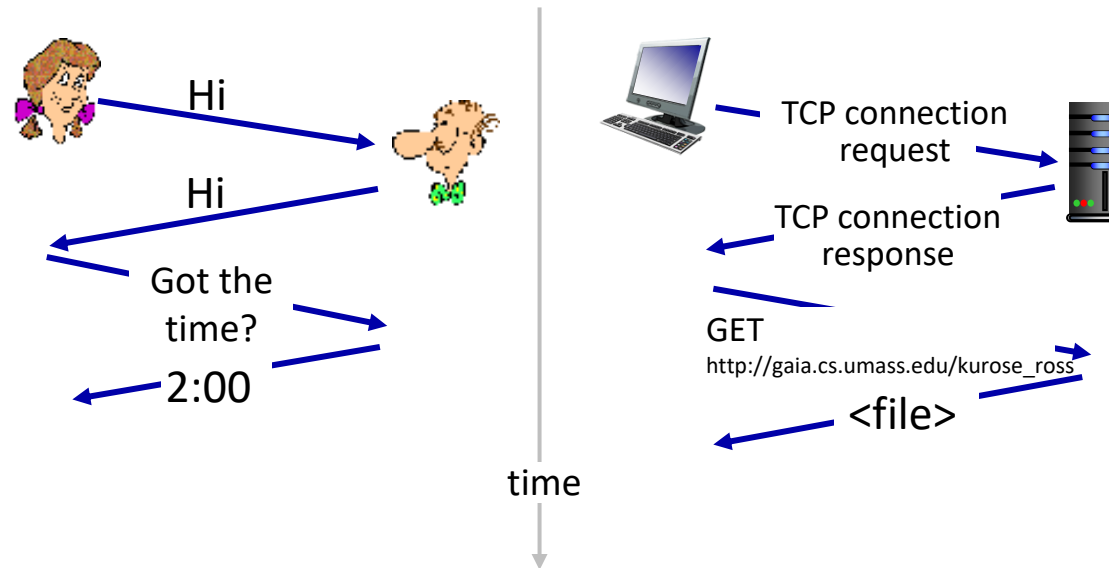 Hi
Hi
Got the
time?
2:00
TCP connection
request
TCP connection
response
GET
http://gaia.cs.umass.edu/kurose_ross
<file>
time